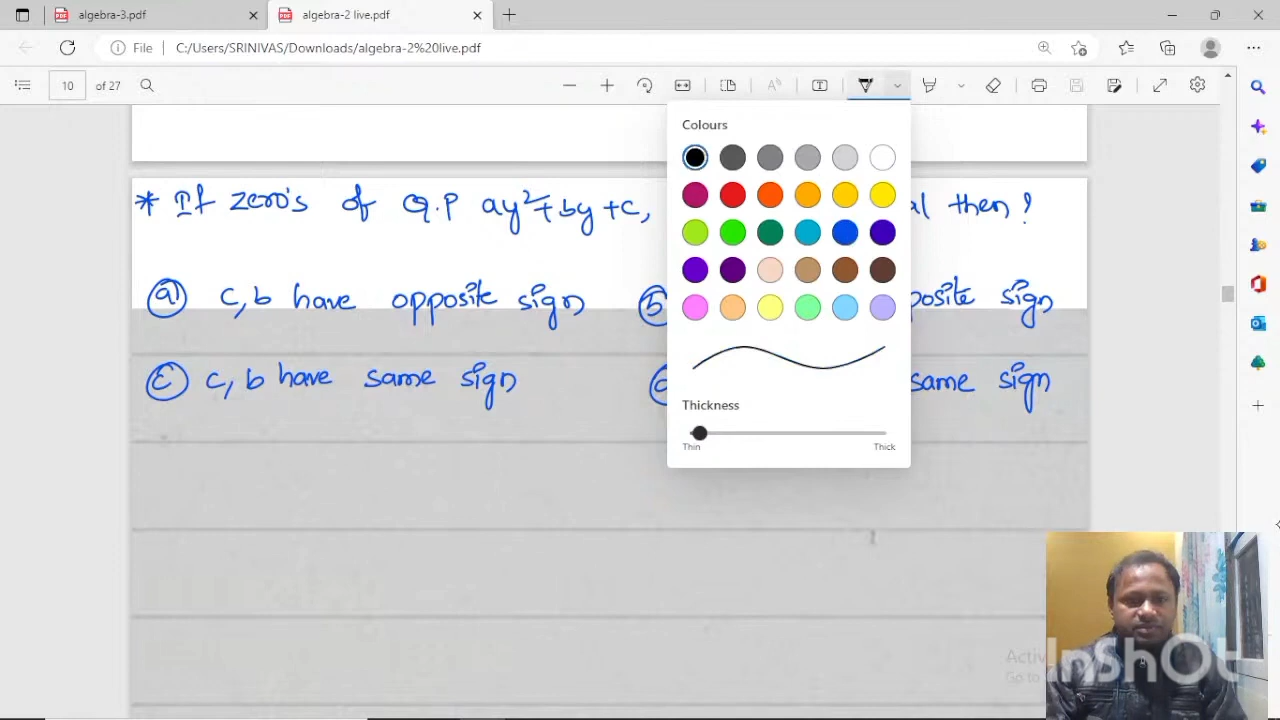 algebra-3.pdf
algebra-2 live.pdf
File C:/Users/SRINIVAS/Downloads/algebra-2%20live.pdf
10 of 27
Colours
* If zero's of Q.P ay²+by+c, then?
(a) c, b have opposite sign sign
(c) c, b have same sign same sign
Thickness
Thin Thick
InShOt